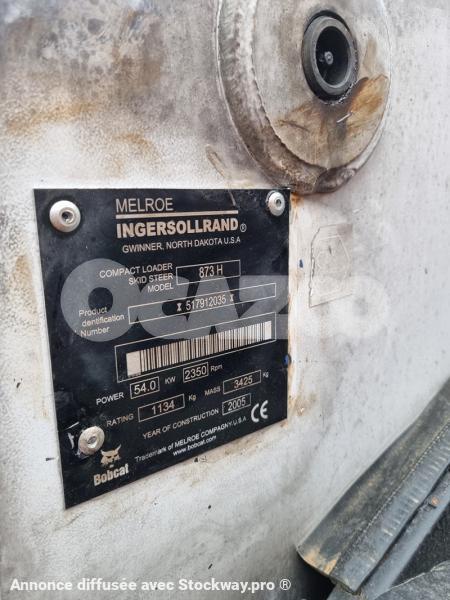 MELROE
INGERSOLLRAND®
GWINNER, NORTH DAKOTA U.S.A
COMPACT LOADER
SKID STEER
MODEL 873 H
Product
identification
Number
X 517912035 X
POWER 54.0 KW 2350 Rpm
RATING 1134 Kg MASS 3425 Kg
YEAR OF CONSTRUCTION 2005 CE
Trademark of MELROE COMPAGNY U.S.A
www.bobcat.com
Bobcat
OCAZOO
Annonce diffusée avec Stockway.pro ®